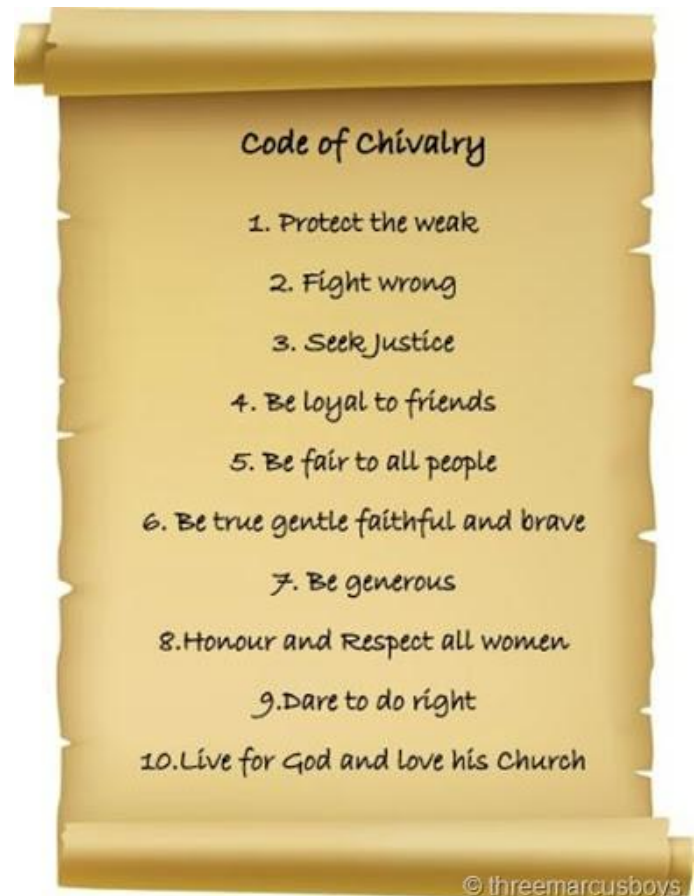 Code of Chivalry
1. Protect the weak
2. Fight wrong
3. Seek Justice
4. Be loyal to friends
5. Be fair to all people
6. Be true gentle faithful and brave
7. Be generous
8.Honour and Respect all women
9.Dare to do right
10.Live for God and love his Church
© threemarcusboys